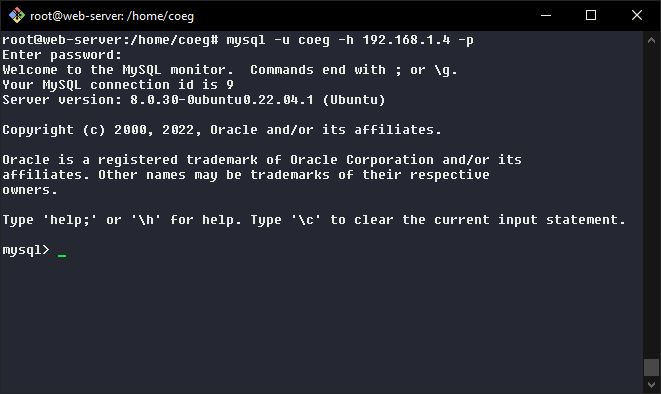 root@web-server: /home/coeg
root@web-server:/home/coeg# mysql -u coeg -h 192.168.1.4 -p
Enter password:
Welcome to the MySQL monitor.  Commands end with ; or \g.
Your MySQL connection id is 9
Server version: 8.0.30-0ubuntu0.22.04.1 (Ubuntu)
Copyright (c) 2000, 2022, Oracle and/or its affiliates.
Oracle is a registered trademark of Oracle Corporation and/or its
affiliates. Other names may be trademarks of their respective
owners.
Type 'help;' or '\h' for help. Type '\c' to clear the current input statement.
mysql> _